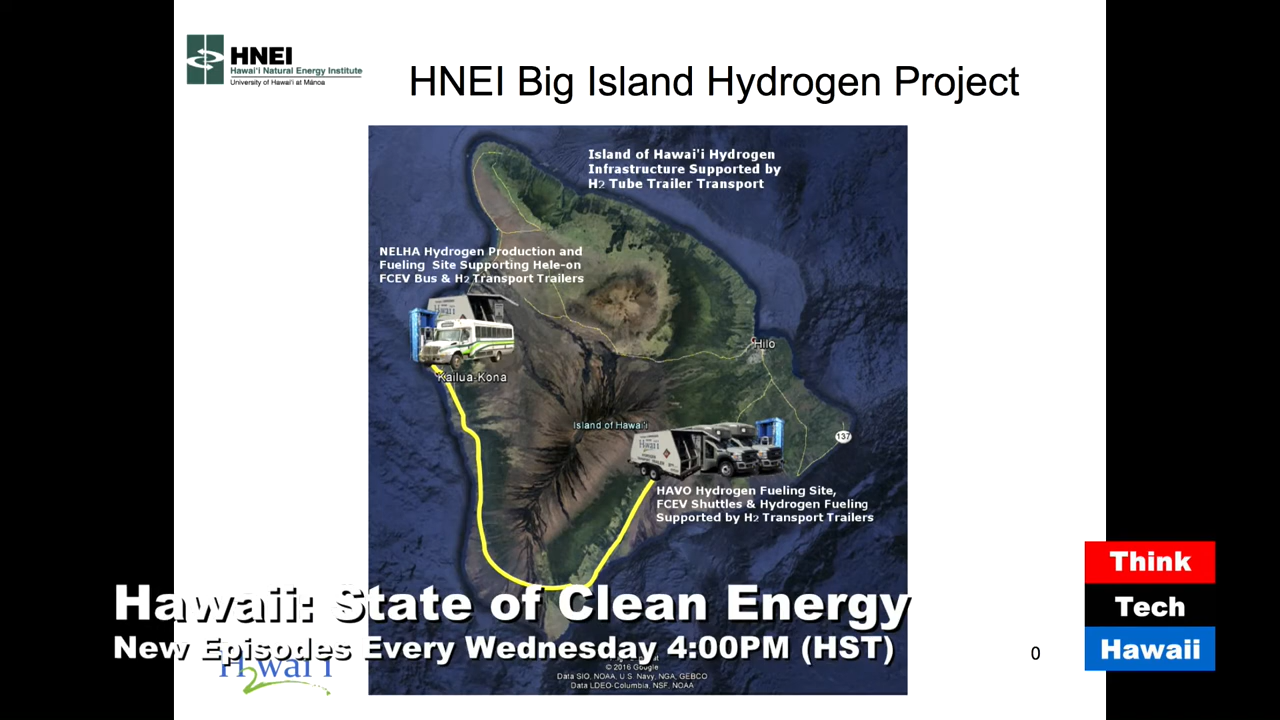 HNEI
Hawai'i Natural Energy Institute
University of Hawai'i at Mānoa
HNEI Big Island Hydrogen Project
Island of Hawai'i Hydrogen
Infrastructure Supported by
H2 Tube Trailer Transport
NELHA Hydrogen Production and
Fueling Site Supporting Hele-on
FCEV Bus & H2 Transport Trailers
Hilo
Kailua-Kona
Island of Hawai'i
137
HAVO Hydrogen Fueling Site,
FCEV Shuttles & Hydrogen Fueling
Supported by H2 Transport Trailers
Think
Tech
Hawaii
Hawaii: State of Clean Energy
New Episodes Every Wednesday 4:00PM (HST)
H2wai'i
0
© 2016 Google
Data SIO, NOAA, U.S. Navy, NGA, GEBCO
Data LDEO-Columbia, NSF, NOAA